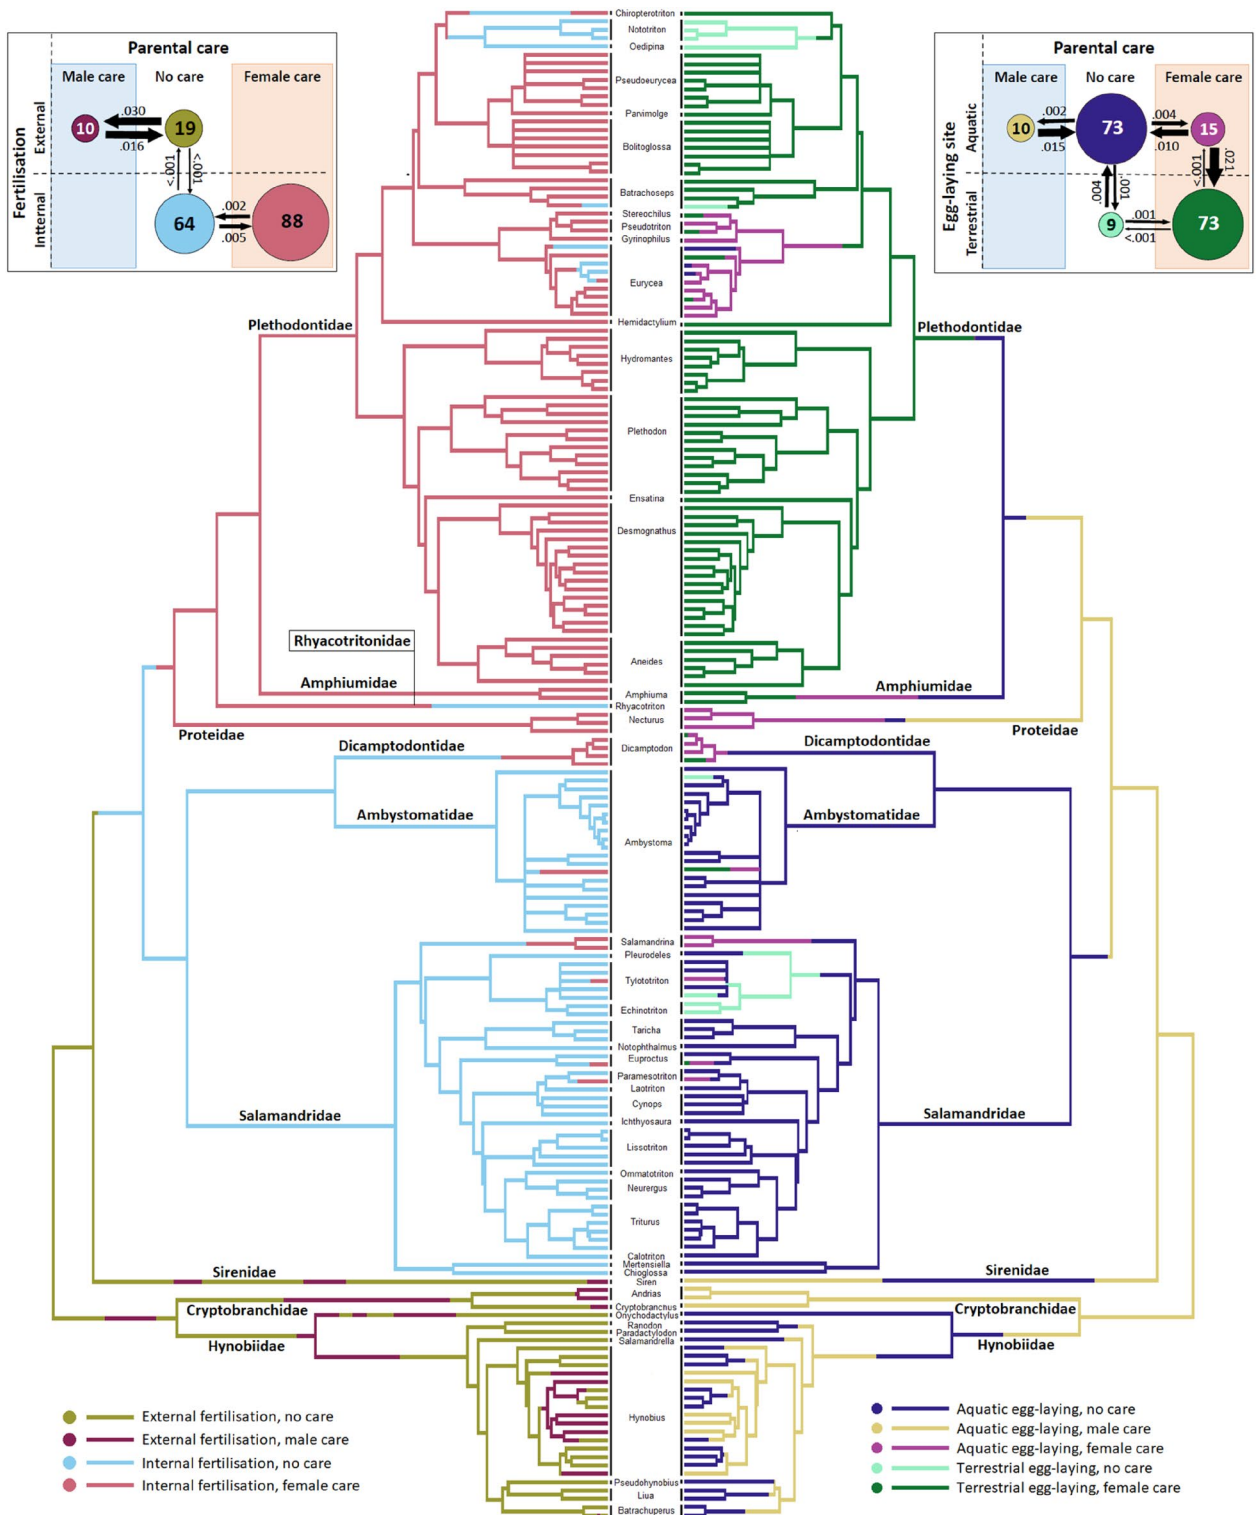 Parental care
Male care
No care
Female care
Fertilisation
External
Inttternal
10
19
64
88
.030
.016
<.001
<.001
.002
.005
Parental care
Male care
No care
Female care
Egg-laying site
Aquatic
Terrestrial
10
73
15
9
73
.002
.015
.004
.010
.021
<.001
.001
.001
<.001
Chiropterotriton
Nototriton
Oedipina
Pseudoeurycea
Parvimolge
Bolitoglossa
Batrachoseps
Stereochilus
Pseudotriton
Gyrinophilus
Eurycea
Hemidactylium
Hydromantes
Plethodon
Ensatina
Desmognathus
Aneides
Amphiuma
Rhyacotriton
Necturus
Dicamptodon
Ambystoma
Salamandrina
Pleurodeles
Tylototriton
Echinotriton
Taricha
Notophthalmus
Euproctus
Paramesotriton
Laotriton
Cynops
Ichthyosaura
Lissotriton
Ommatotriton
Neurergus
Triturus
Calotriton
Mertensiella
Chioglossa
Siren
Andrias
Cryptobranchus
Onychodactylus
Ranodon
Paradactylodon
Salamandrella
Hynobius
Pseudohynobius
Liua
Batrachuperus
Plethodontidae
Rhyacotritonidae
Amphiumidae
Proteidae
Dicamptodontidae
Ambystomatidae
Salamandridae
Sirenidae
Cryptobranchidae
Hynobiidae
Plethodontidae
Amphiumidae
Proteidae
Dicamptodontidae
Ambystomatidae
Salamandridae
Sirenidae
Cryptobranchidae
Hynobiidae
External fertilisation, no care
External fertilisation, male care
Internal fertilisation, no care
Internal fertilisation, female care
Aquatic egg-laying, no care
Aquatic egg-laying, male care
Aquatic egg-laying, female care
Terrestrial egg-laying, no care
Terrestrial egg-laying, female care